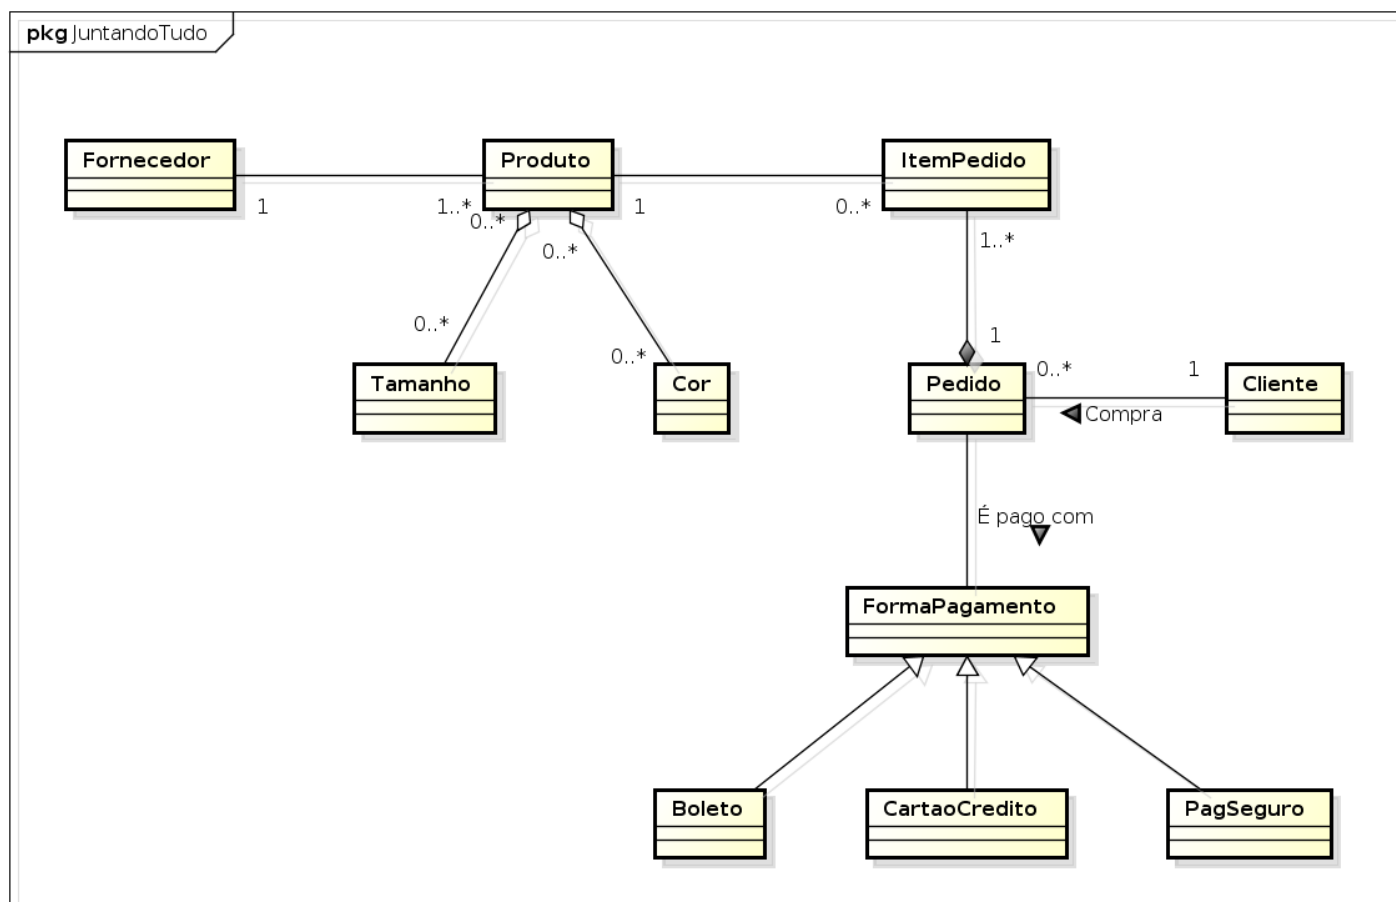 pkg JuntandoTudo
Fornecedor
Produto
ItemPedido
1
1..*
0..*
1
0..*
0..*
1..*
0..*
0..*
1
Tamanho
Cor
Pedido
0..*
1
Cliente
Compra
É pago com
FormaPagamento
Boleto
CartaoCredito
PagSeguro